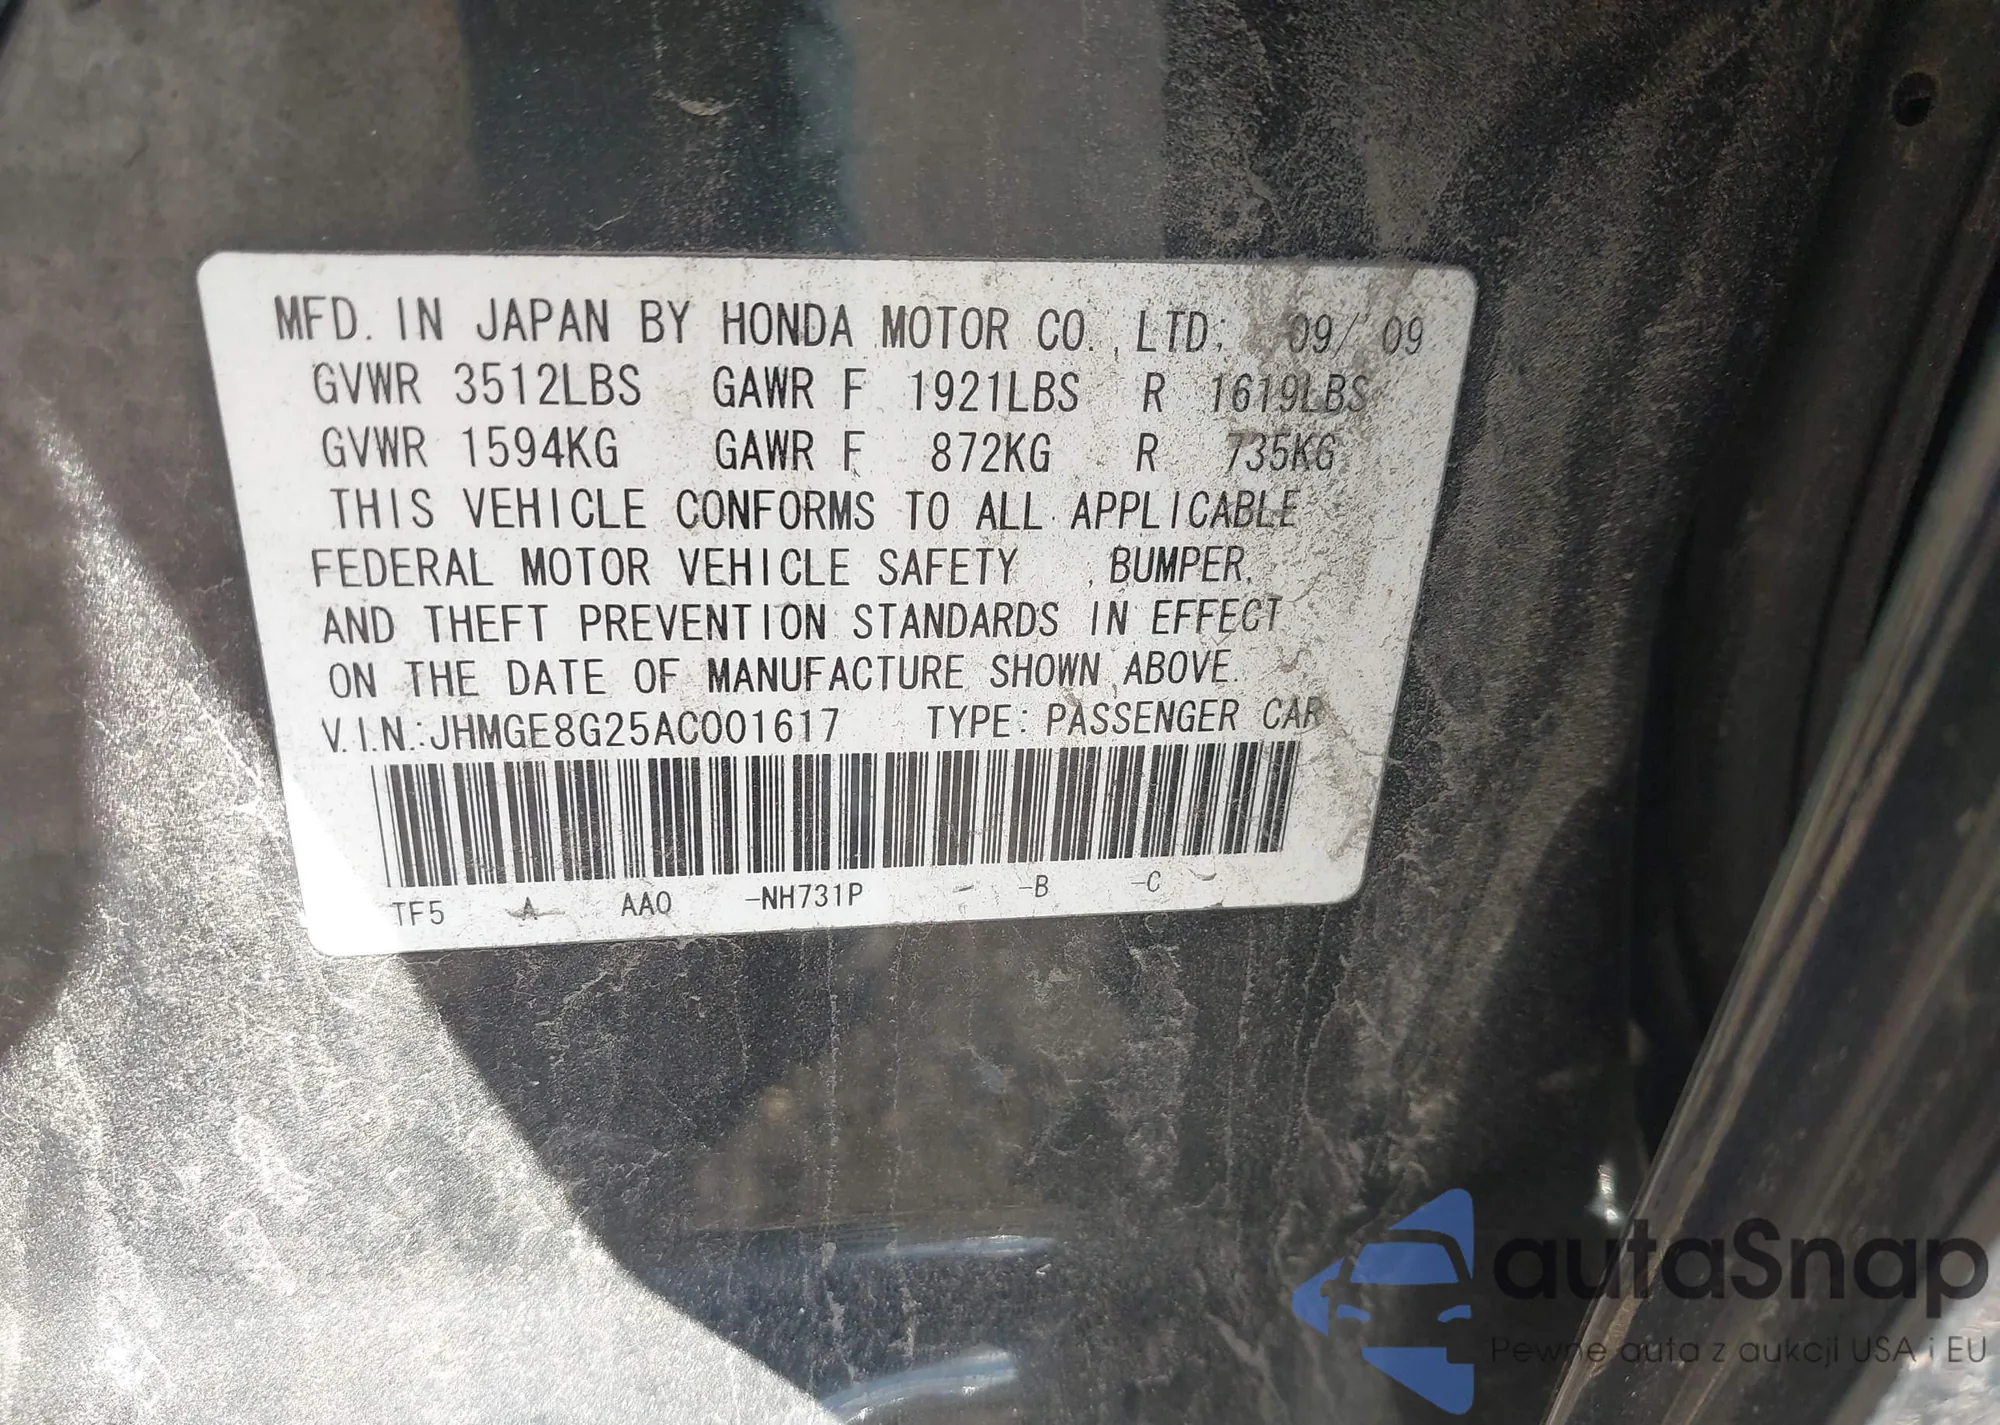 MFD. IN JAPAN BY HONDA MOTOR CO., LTD; 09/ 09
GVWR 3512LBS GAWR F 1921LBS R 1619LBS
GVWR 1594KG GAWR F 872KG R 735KG
THIS VEHICLE CONFORMS TO ALL APPLICABLE
FEDERAL MOTOR VEHICLE SAFETY , BUMPER,
AND THEFT PREVENTION STANDARDS IN EFFECT
ON THE DATE OF MANUFACTURE SHOWN ABOVE.
V.I.N.:JHMGE8G25AC001617 TYPE: PASSENGER CAR
TF5 A AA0 -NH731P - -B -C -
autaSnap
Pewne auta z aukcji USA i EU